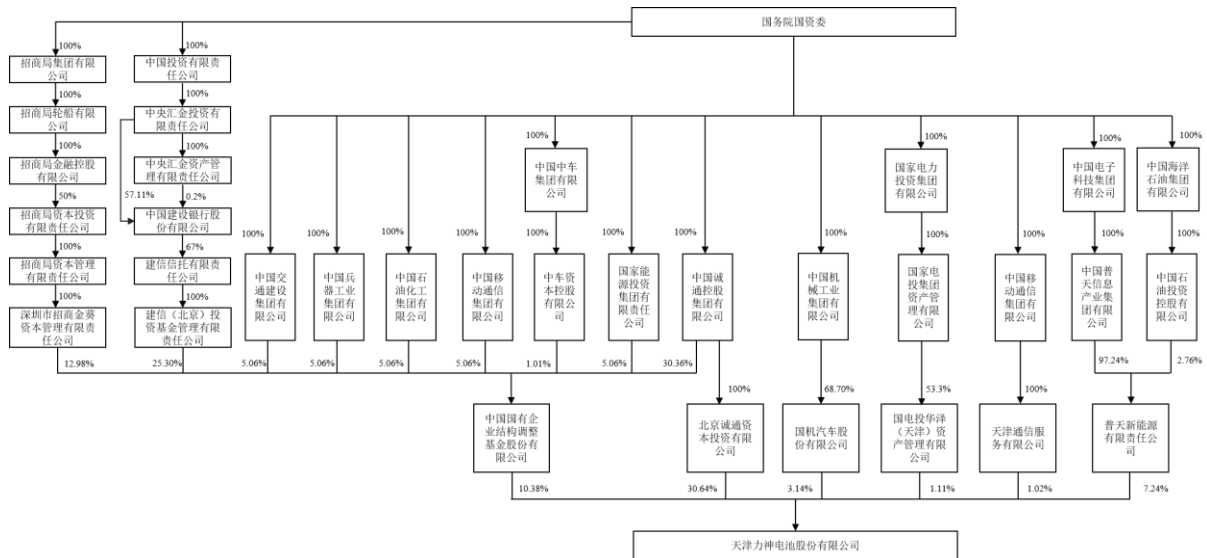 国务院国资委
100%
100%
招商局集团有限
公司
中国投资有限责
任公司
100%
100%
招商局轮船有限
公司
中央汇金投资有
限责任公司
100%
100%
100%
100%
100%
100%
招商局金融控股
有限公司
中央汇金资产管
理有限责任公司
中国中车
集团有限
公司
国家电力
投资集团
有限公司
中国电子
科技集团
有限公司
中国海洋
石油集团
有限公司
50%
57.11%
0.2%
招商局资本投资
有限责任公司
中国建设银行股
份有限公司
100%
67%
100%
100%
100%
100%
100%
100%
100%
100%
100%
100%
100%
100%
招商局资本管理
有限责任公司
建信信托有限责
任公司
中国交
通建设
集团有
限公司
中国兵
器工业
集团有
限公司
中国石
油化工
集团有
限公司
中国移
动通信
集团有
限公司
中车资
本控股
有限公
司
国家能
源投资
集团有
限责任
公司
中国诚
通控股
集团有
限公司
中国机
械工业
集团有
限公司
国家电
投集团
资产管
理有限
公司
中国移
动通信
集团有
限公司
中国普
天信息
产业集
团有限
公司
中国石
油投资
控股有
限公司
100%
100%
深圳市招商金葵
资本管理有限责
任公司
建信（北京）投
资基金管理有限
责任公司
12.98%
25.30%
5.06%
5.06%
5.06%
5.06%
1.01%
5.06%
30.36%
97.24%
2.76%
100%
68.70%
53.3%
100%
中国国有企
业结构调整
基金股份有
限公司
北京诚通资
本投资有限
公司
国机汽车股
份有限公司
国电投华泽
（天津）资
产管理有限
公司
天津通信服
务有限公司
普天新能源
有限责任公
司
10.38%
30.64%
3.14%
1.11%
1.02%
7.24%
天津力神电池股份有限公司